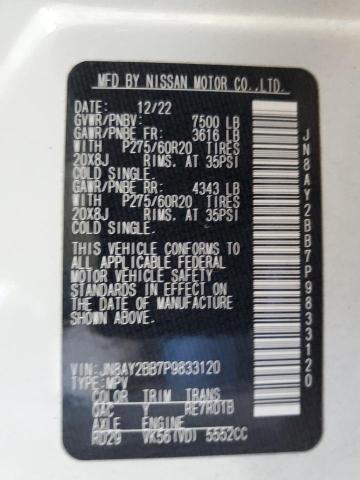 MFD BY NISSAN MOTOR CO.,LTD.
DATE: 12/22
GVWR/PNBV: 7500 LB
GAWR/PNBE FR: 3616 LB
WITH P275/60R20 TIRES
20X8J RIMS. AT 35PSI
COLD SINGLE.
GAWR/PNBE RR: 4343 LB
WITH P275/60R20 TIRES
20X8J RIMS. AT 35PSI
COLD SINGLE.
THIS VEHICLE CONFORMS TO
ALL APPLICABLE FEDERAL
MOTOR VEHICLE SAFETY
STANDARDS IN EFFECT ON
THE DATE OF MANUFACTURE
SHOWN ABOVE.
VIN:JN8AY2BB7P9833120
TYPE:MPV
COLOR TRIM TRANS
QAC Y RE7R01B
AXLE ENGINE
RD29 VK56(VD) 5552CC
JN8AY2BB7P9833120